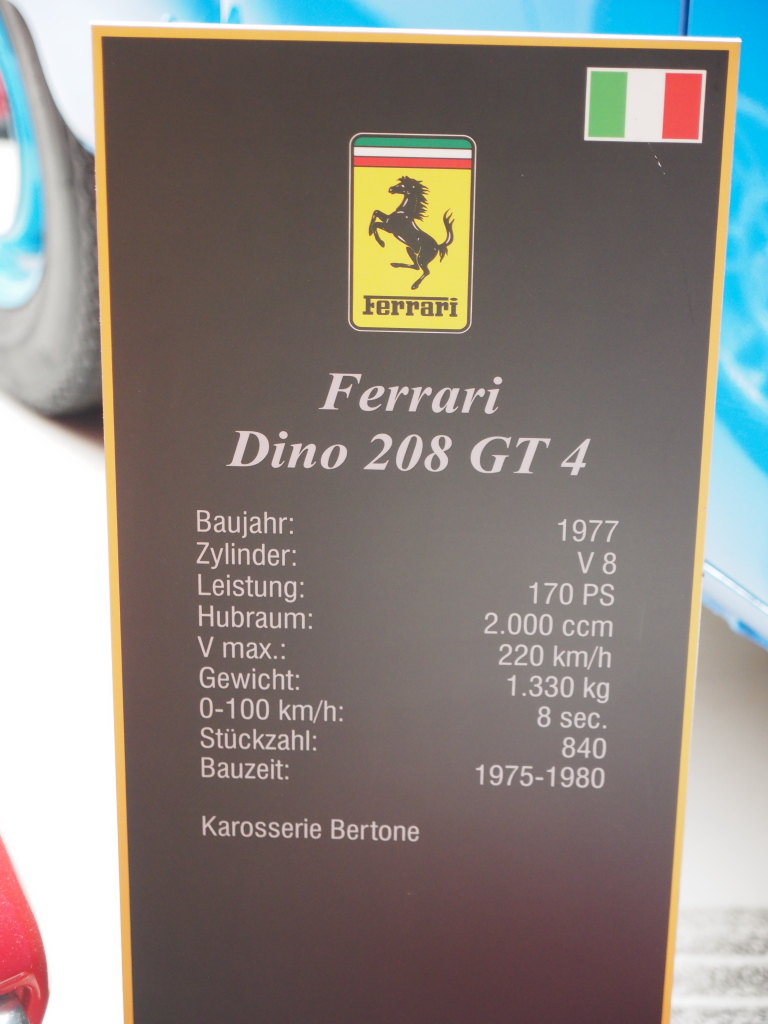 Ferrari
Ferrari
Dino 208 GT 4
Baujahr: 1977
Zylinder: V 8
Leistung: 170 PS
Hubraum: 2.000 ccm
V max.: 220 km/h
Gewicht: 1.330 kg
0-100 km/h: 8 sec.
Stückzahl: 840
Bauzeit: 1975-1980
Karosserie Bertone